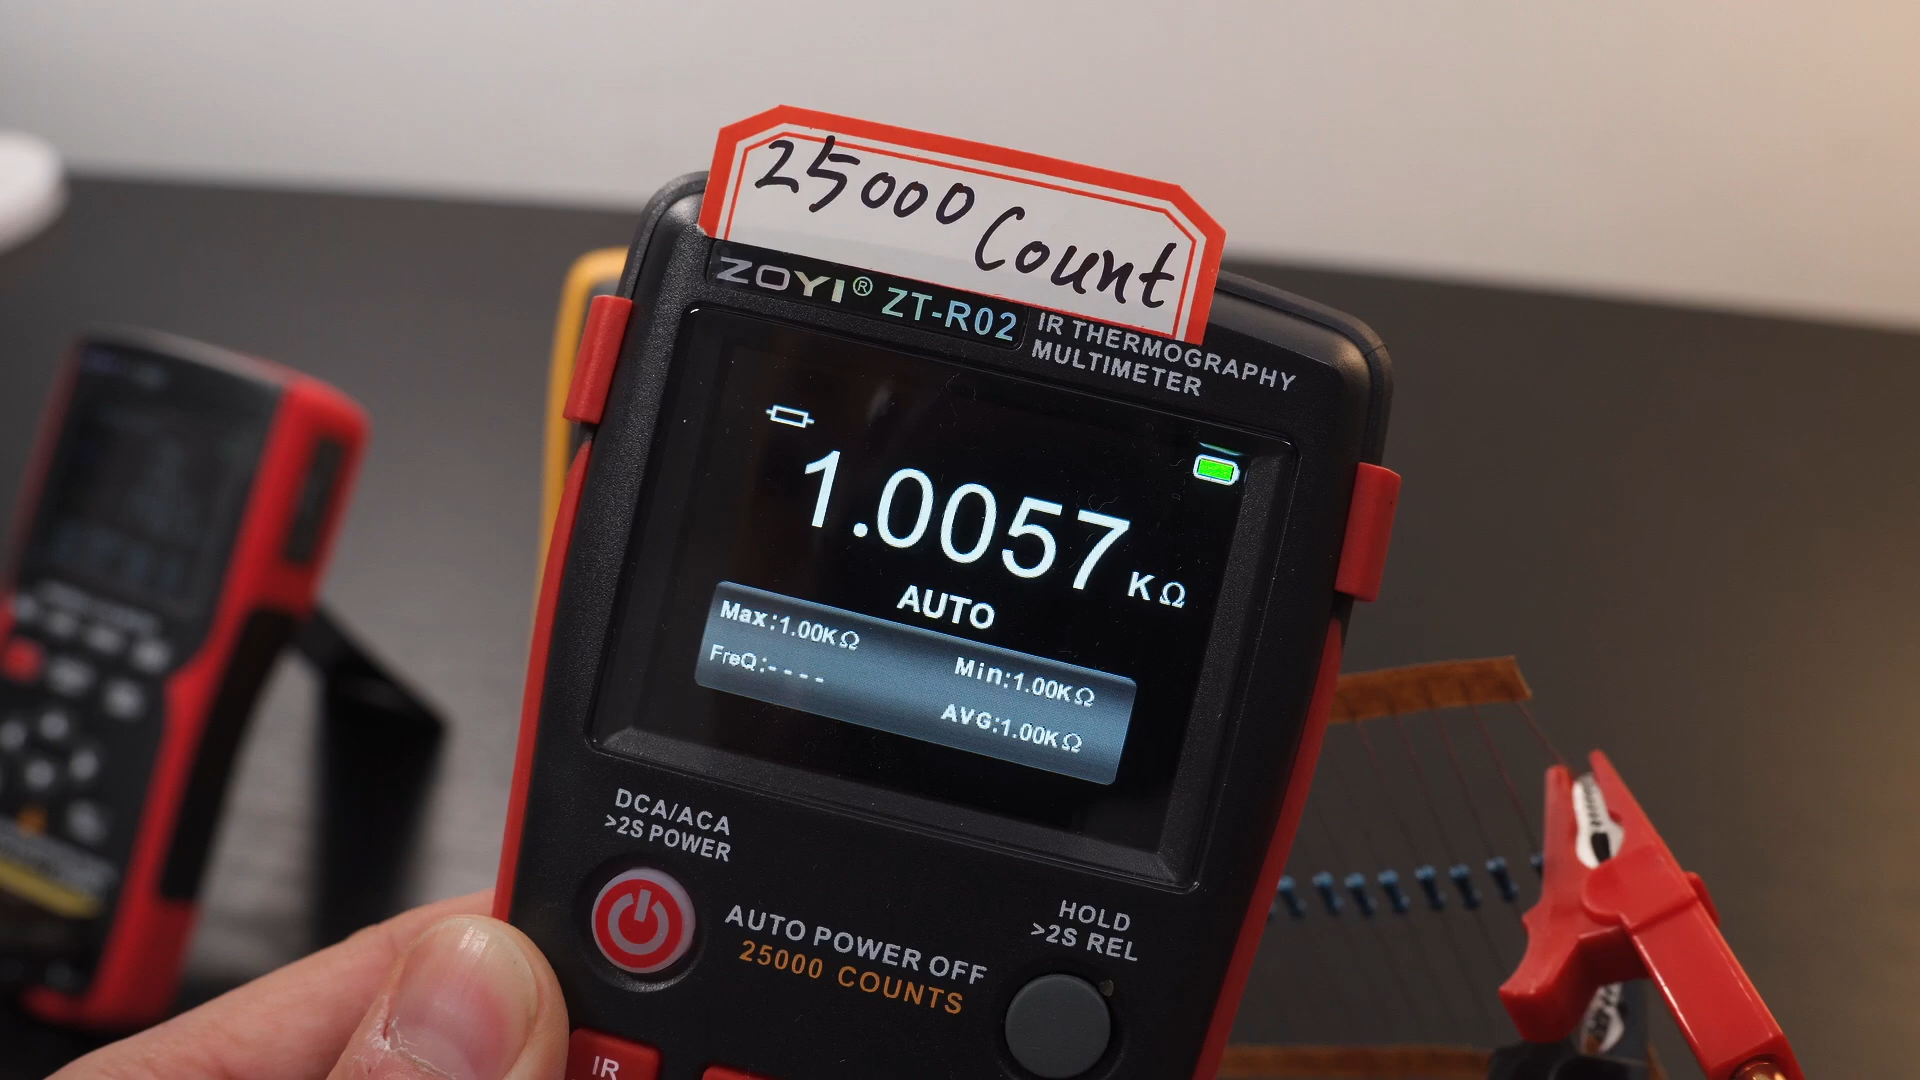 25000 Count
ZOYI® ZT-R02
IR THERMOGRAPHY
MULTIMETER
1.0057 KΩ
AUTO
Max:1.00KΩ
Min:1.00KΩ
FreQ:----
AVG:1.00KΩ
DCA/ACA
>2S POWER
AUTO POWER OFF
25000 COUNTS
HOLD
>2S REL
IR